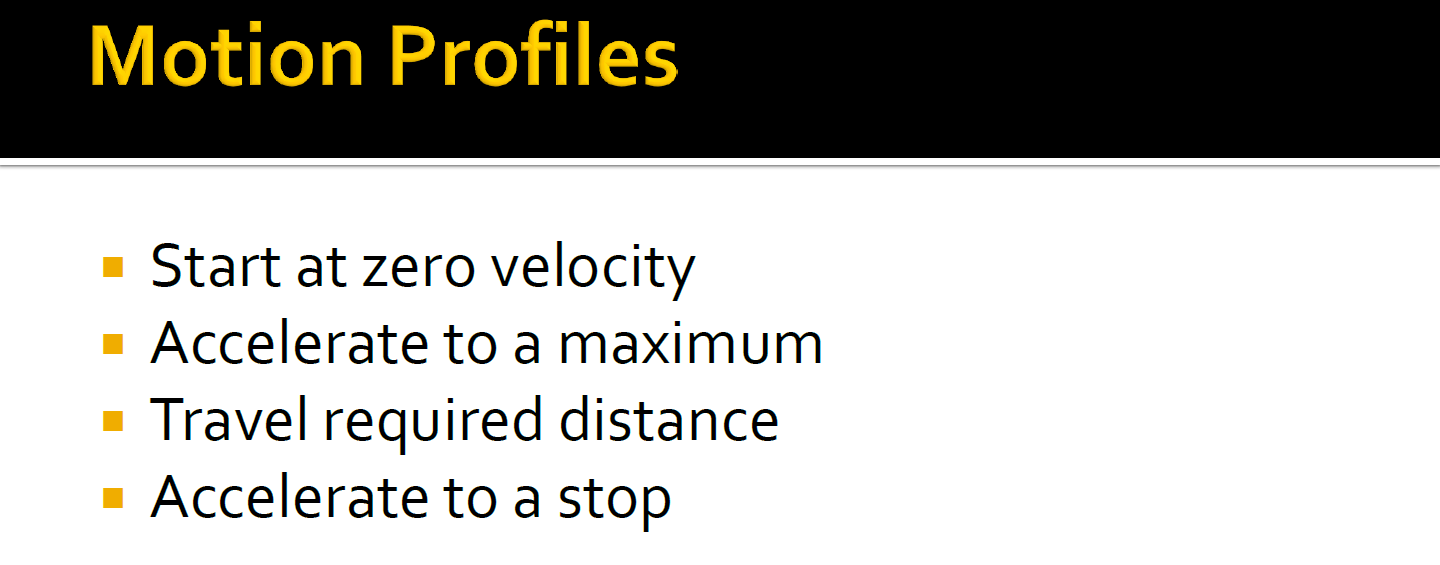 Motion Profiles
Start at zero velocity
Accelerate to a maximum
Travel required distance
Accelerate to a stop